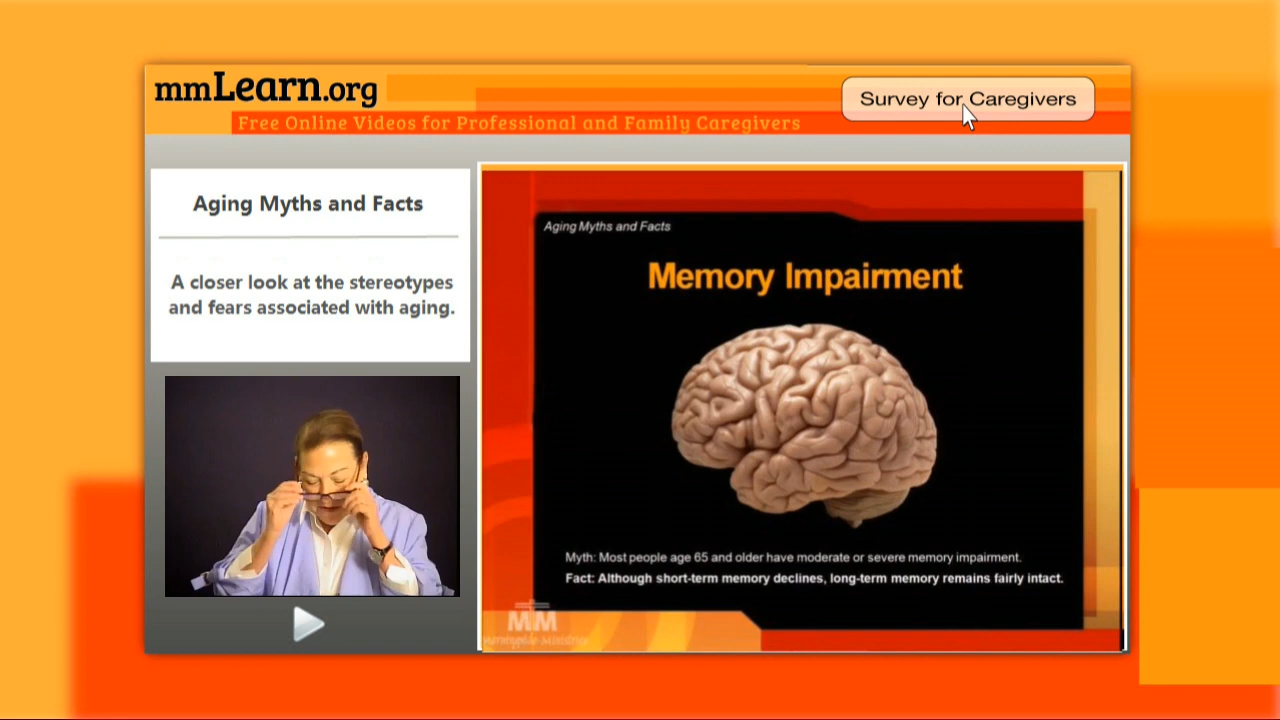 mmLearn.org
Free Online Videos for Professional and Family Caregivers
Survey for Caregivers
Aging Myths and Facts
A closer look at the stereotypes
and fears associated with aging.
Aging Myths and Facts
Memory Impairment
Myth: Most people age 65 and older have moderate or severe memory impairment.
Fact: Although short-term memory declines, long-term memory remains fairly intact.
MM
Morningside Ministries